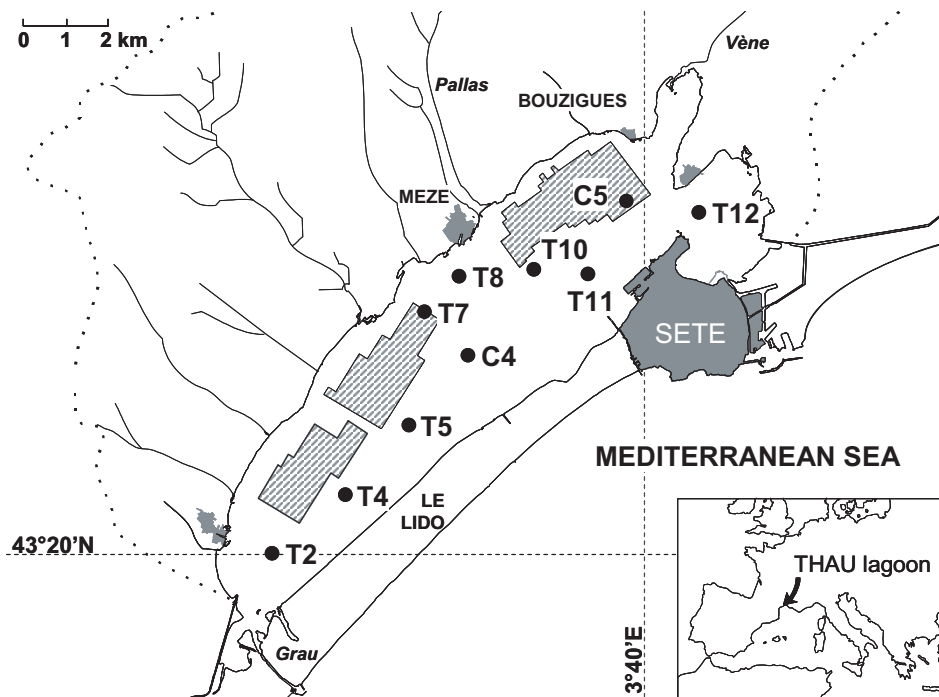 0 1 2 km
Vène
Pallas
BOUZIGUES
MEZE
C5
T12
T10
T8
T11
T7
SETE
C4
T5
MEDITERRANEAN SEA
T4
LE
LIDO
43°20'N
T2
THAU lagoon
Grau
3°40'E